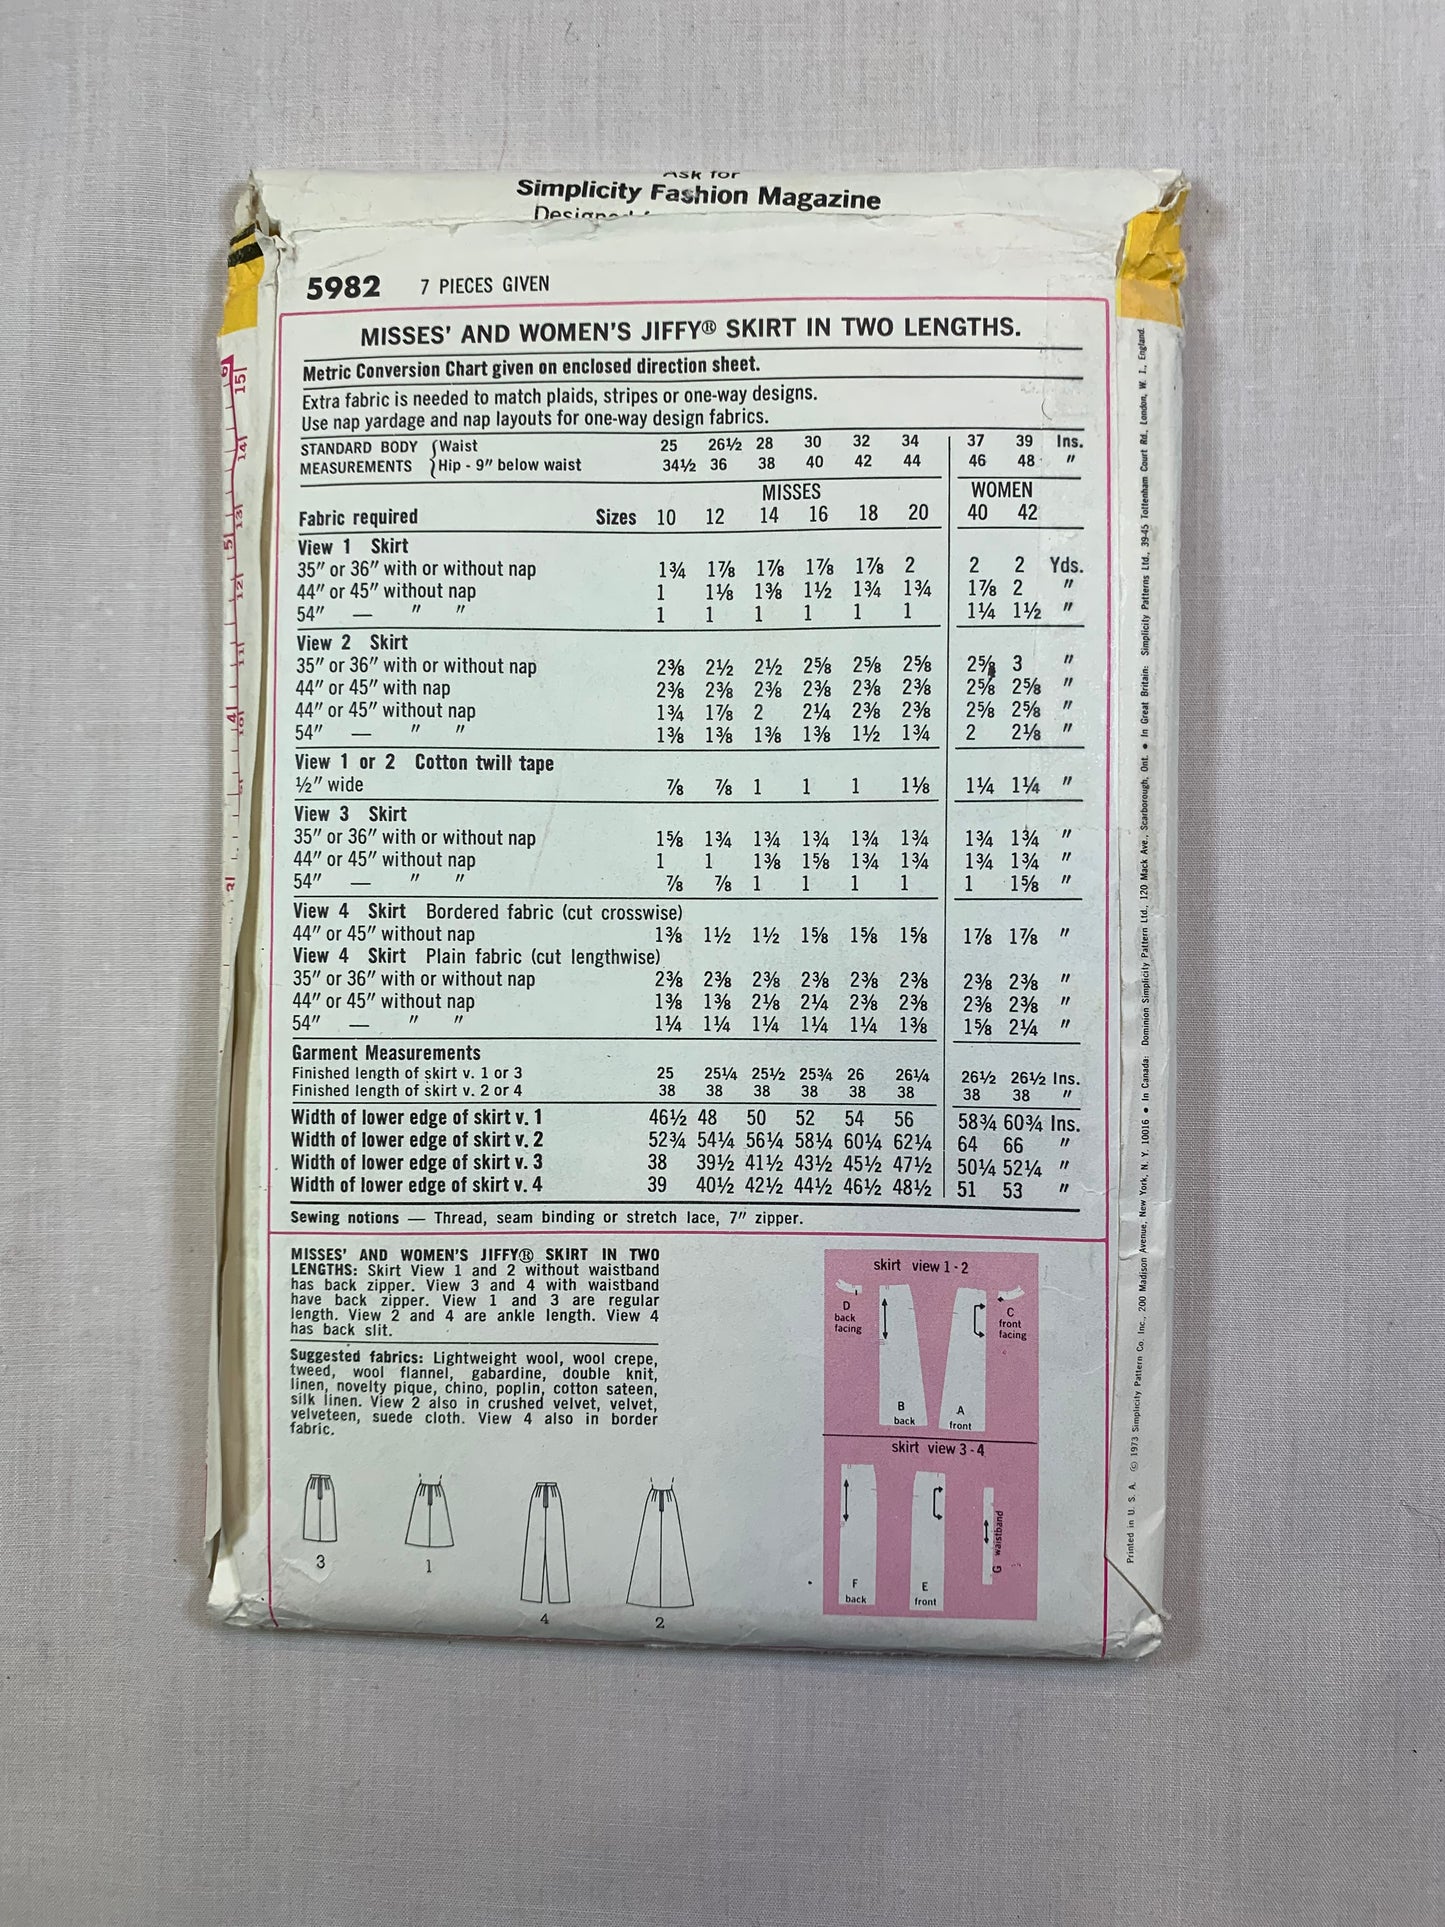 Ask for
Simplicity Fashion Magazine
5982 7 PIECES GIVEN
MISSES' AND WOMEN'S JIFFY® SKIRT IN TWO LENGTHS.
Metric Conversion Chart given on enclosed direction sheet.
Extra fabric is needed to match plaids, stripes or one-way designs.
Use nap yardage and nap layouts for one-way design fabrics.
STANDARD BODY { Waist 25 26½ 28 30 32 34 37 39 Ins.
MEASUREMENTS } Hip - 9" below waist 34½ 36 38 40 42 44 46 48 "
MISSES WOMEN
Fabric required Sizes 10 12 14 16 18 20 40 42
View 1 Skirt
35" or 36" with or without nap 1¾ 1⅞ 1⅞ 1⅞ 1⅞ 2 2 2 Yds.
44" or 45" without nap 1 1⅛ 1⅜ 1½ 1¾ 1¾ 1⅞ 2 "
54" — " " 1 1 1 1 1 1 1¼ 1½ "
View 2 Skirt
35" or 36" with or without nap 2⅜ 2½ 2½ 2⅝ 2⅝ 2⅝ 2⅝ 3 "
44" or 45" with nap 2⅜ 2⅜ 2⅜ 2⅜ 2⅜ 2⅜ 2⅝ 2⅝ "
44" or 45" without nap 1¾ 1⅞ 2 2¼ 2⅜ 2⅜ 2⅝ 2⅝ "
54" — " " 1⅜ 1⅜ 1⅜ 1⅜ 1½ 1¾ 2 2⅛ "
View 1 or 2 Cotton twill tape
½" wide ⅞ ⅞ 1 1 1 1⅛ 1¼ 1¼ "
View 3 Skirt
35" or 36" with or without nap 1⅝ 1¾ 1¾ 1¾ 1¾ 1¾ 1¾ 1¾ "
44" or 45" without nap 1 1 1⅜ 1⅝ 1¾ 1¾ 1¾ 1¾ "
54" — " " ⅞ ⅞ 1 1 1 1 1 1⅝ "
View 4 Skirt Bordered fabric (cut crosswise)
44" or 45" without nap 1⅜ 1½ 1½ 1⅝ 1⅝ 1⅝ 1⅞ 1⅞ "
View 4 Skirt Plain fabric (cut lengthwise)
35" or 36" with or without nap 2⅜ 2⅜ 2⅜ 2⅜ 2⅜ 2⅜ 2⅜ 2⅜ "
44" or 45" without nap 1⅜ 1⅜ 2⅛ 2¼ 2⅜ 2⅜ 2⅜ 2⅜ "
54" — " " 1¼ 1¼ 1¼ 1¼ 1¼ 1⅜ 1⅝ 2¼ "
Garment Measurements
Finished length of skirt v. 1 or 3 25 25¼ 25½ 25¾ 26 26¼ 26½ 26½ Ins.
Finished length of skirt v. 2 or 4 38 38 38 38 38 38 38 38 "
Width of lower edge of skirt v. 1 46½ 48 50 52 54 56 58¾ 60¾ Ins.
Width of lower edge of skirt v. 2 52¾ 54¼ 56¼ 58¼ 60¼ 62¼ 64 66 "
Width of lower edge of skirt v. 3 38 39½ 41½ 43½ 45½ 47½ 50¼ 52¼ "
Width of lower edge of skirt v. 4 39 40½ 42½ 44½ 46½ 48½ 51 53 "
Sewing notions — Thread, seam binding or stretch lace, 7" zipper.
MISSES' AND WOMEN'S JIFFY® SKIRT IN TWO
LENGTHS: Skirt View 1 and 2 without waistband
has back zipper. View 3 and 4 with waistband
have back zipper. View 1 and 3 are regular
length. View 2 and 4 are ankle length. View 4
has back slit.
Suggested fabrics: Lightweight wool, wool crepe,
tweed, wool flannel, gabardine, double knit,
linen, novelty pique, chino, poplin, cotton sateen,
silk linen. View 2 also in crushed velvet, velvet,
velveteen, suede cloth. View 4 also in border
fabric.
3
1
4
2
skirt view 1 - 2
D
back
facing
C
front
facing
B
back
A
front
skirt view 3 - 4
F
back
E
front
G waistband
Printed in U. S. A. © 1973 Simplicity Pattern Co. Inc., 200 Madison Avenue, New York, N. Y. 10016 • In Canada: Dominion Simplicity Pattern Ltd., 120 Mack Ave., Scarborough, Ont. • In Great Britain: Simplicity Patterns Ltd., 39-45 Tottenham Court Rd., London, W. 1., England.
15
14
13
5
12
11
4
10